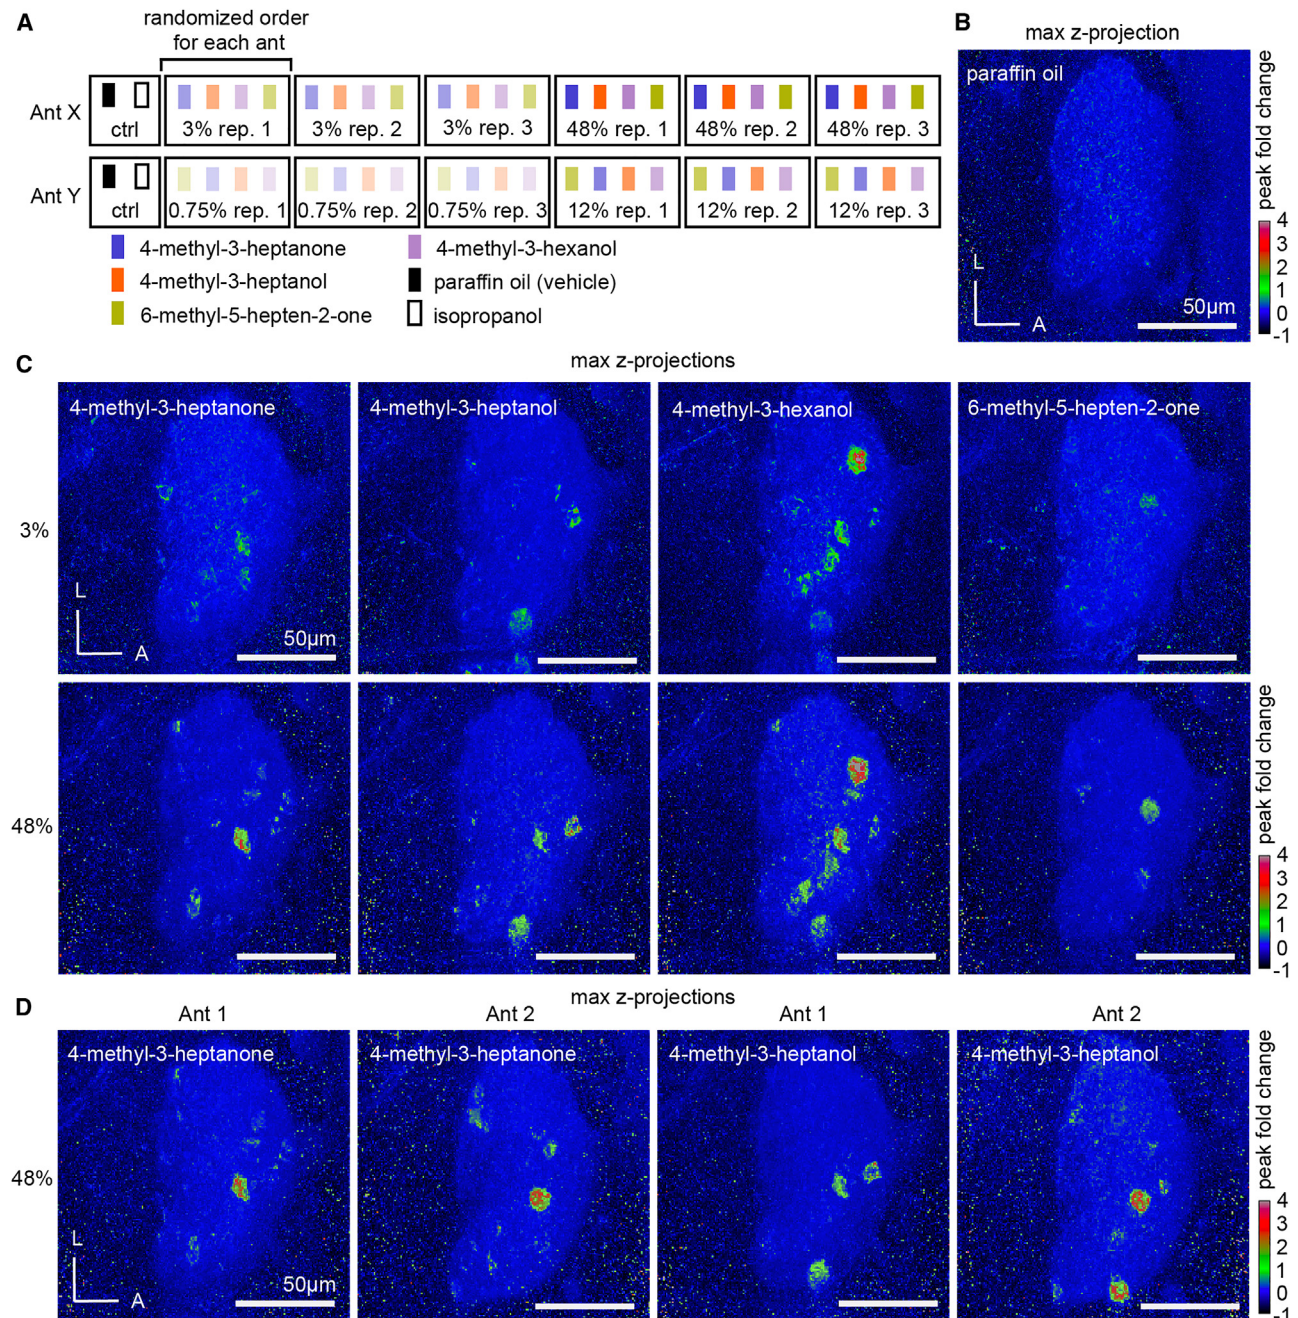 A
randomized order
for each ant
Ant X
ctrl
3% rep. 1
3% rep. 2
3% rep. 3
48% rep. 1
48% rep. 2
48% rep. 3
Ant Y
ctrl
0.75% rep. 1
0.75% rep. 2
0.75% rep. 3
12% rep. 1
12% rep. 2
12% rep. 3
4-methyl-3-heptanone
4-methyl-3-hexanol
4-methyl-3-heptanol
paraffin oil (vehicle)
6-methyl-5-hepten-2-one
isopropanol
B
max z-projection
paraffin oil
L
A
50µm
peak fold change
4
3
2
1
0
-1
C
max z-projections
4-methyl-3-heptanone
4-methyl-3-heptanol
4-methyl-3-hexanol
6-methyl-5-hepten-2-one
3%
L
A
50µm
48%
peak fold change
4
3
2
1
0
-1
D
max z-projections
Ant 1
Ant 2
Ant 1
Ant 2
4-methyl-3-heptanone
4-methyl-3-heptanone
4-methyl-3-heptanol
4-methyl-3-heptanol
48%
L
A
50µm
peak fold change
4
3
2
1
0
-1